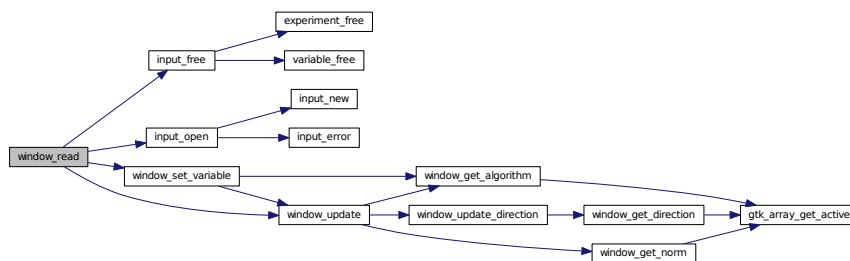 experiment_free
input_free
variable_free
input_new
input_open
input_error
window_read
window_set_variable
window_get_algorithm
window_update
window_update_direction
window_get_direction
gtk_array_get_active
window_get_norm